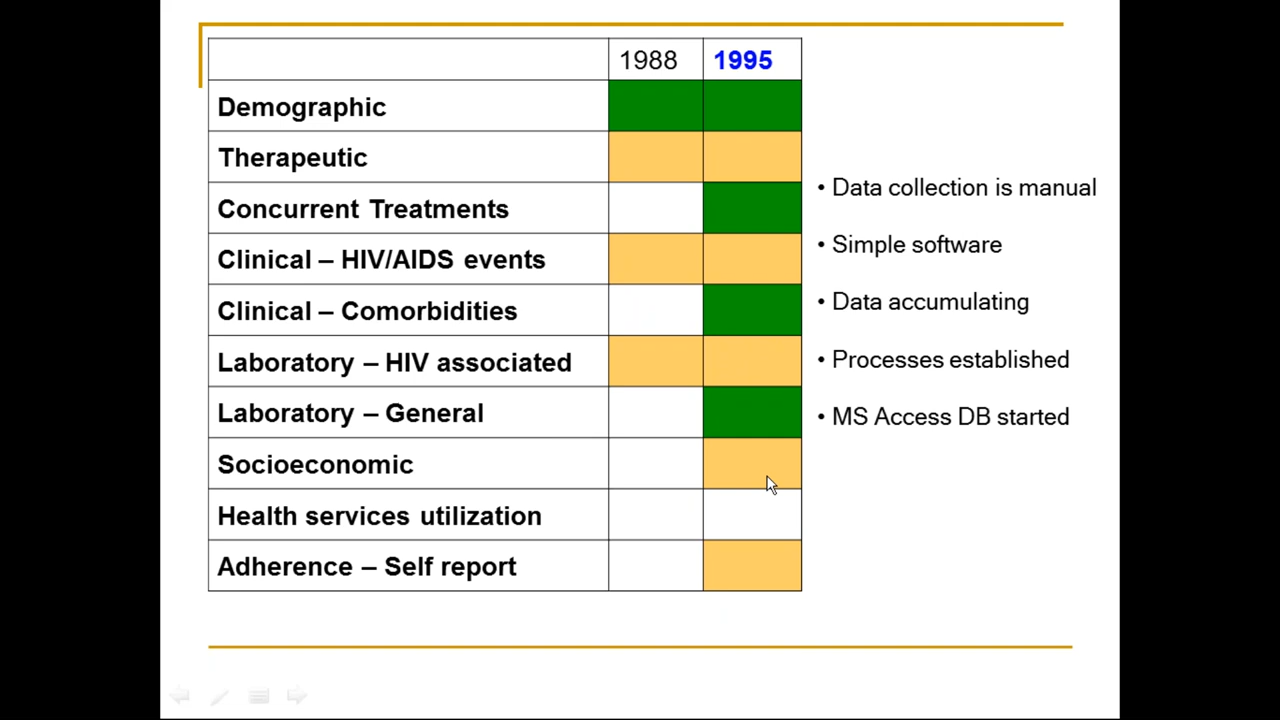 1988 1995
Demographic
Therapeutic
Concurrent Treatments
Clinical – HIV/AIDS events
Clinical – Comorbidities
Laboratory – HIV associated
Laboratory – General
Socioeconomic
Health services utilization
Adherence – Self report
• Data collection is manual
• Simple software
• Data accumulating
• Processes established
• MS Access DB started